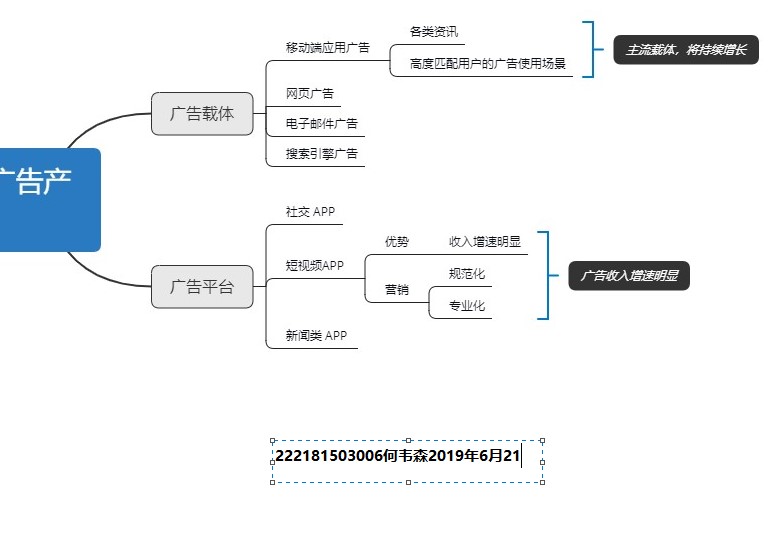 广告产
广告载体
移动端应用广告
各类资讯
高度匹配用户的广告使用场景
主流载体，将持续增长
网页广告
电子邮件广告
搜索引擎广告
广告平台
社交 APP
短视频APP
优势
收入增速明显
营销
规范化
专业化
广告收入增速明显
新闻类 APP
222181503006何韦森2019年6月21